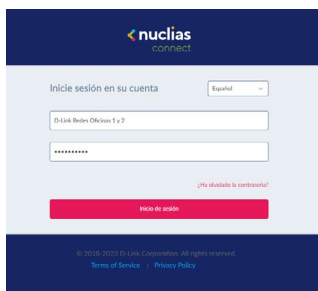 nuclias
connect
Inicie sesión en su cuenta
Español
D-Link Redes Oficinas 1 y 2
••••••••••
¿Ha olvidado la contraseña?
Inicio de sesión
© 2018-2023 D-Link Corporation. All rights reserved.
Terms of Service | Privacy Policy